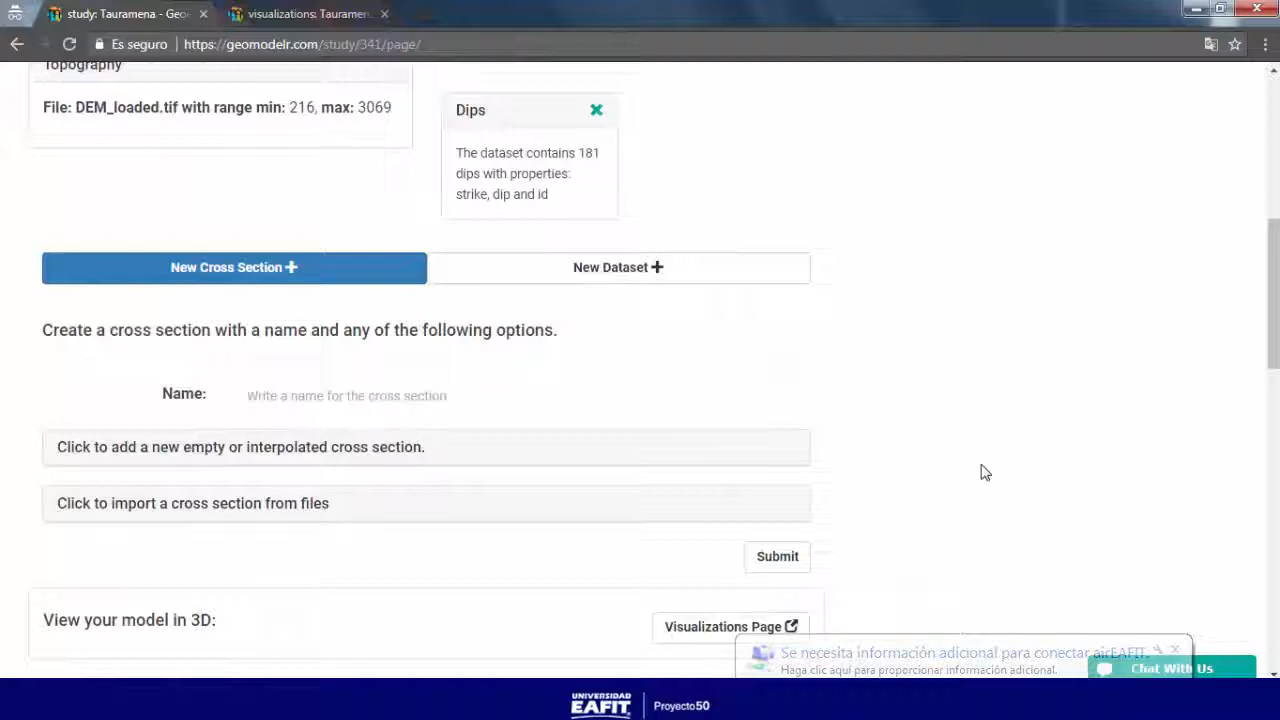 study: Tauramena - Geo
visualizations: Tauramen
Es seguro
https://geomodelr.com/study/341/page/
Topography
File: DEM_loaded.tif with range min: 216, max: 3069
Dips
The dataset contains 181
dips with properties:
strike, dip and id
New Cross Section
New Dataset
Create a cross section with a name and any of the following options.
Name:
Write a name for the cross section
Click to add a new empty or interpolated cross section.
Click to import a cross section from files
Submit
View your model in 3D:
Visualizations Page
Se necesita información adicional para conectar airEAFIT.
Haga clic aquí para proporcionar información adicional.
Chat With Us
UNIVERSIDAD
EAFIT
Proyecto50